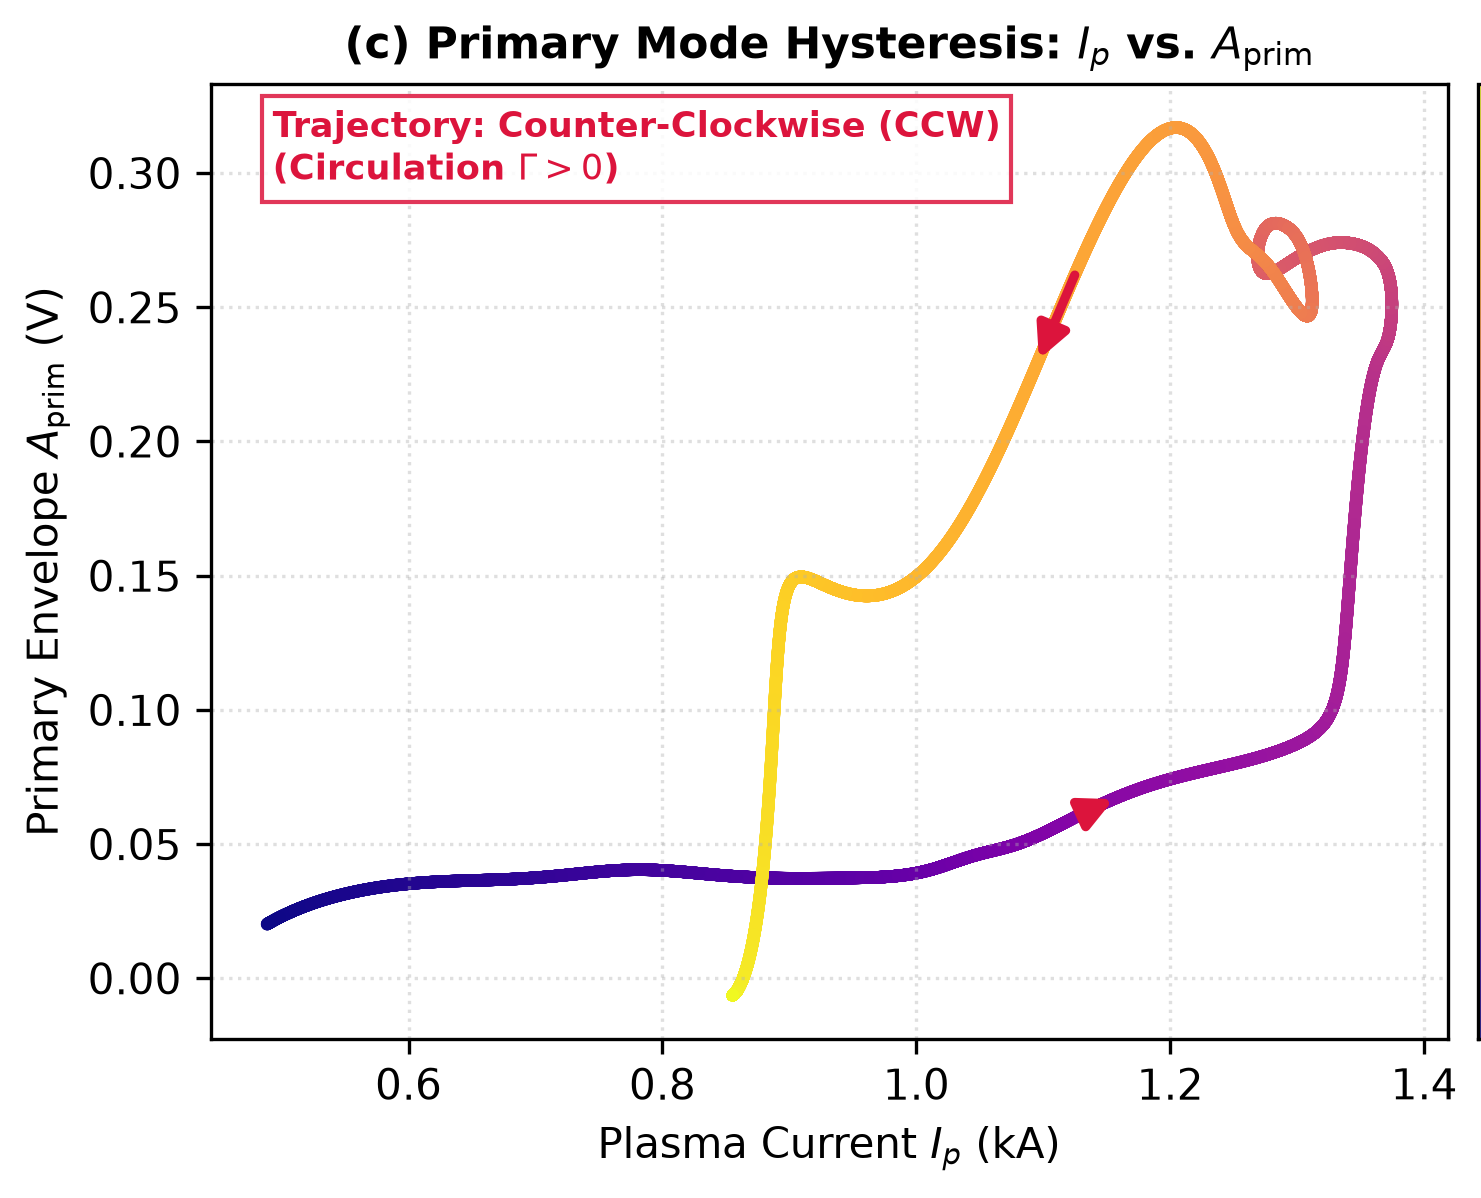 (c) Primary Mode Hysteresis: Iₚ vs. A_prim
Trajectory: Counter-Clockwise (CCW)
(Circulation Γ > 0)
Primary Envelope A_prim (V)
0.30
0.25
0.20
0.15
0.10
0.05
0.00
0.6
0.8
1.0
1.2
1.4
Plasma Current Iₚ (kA)